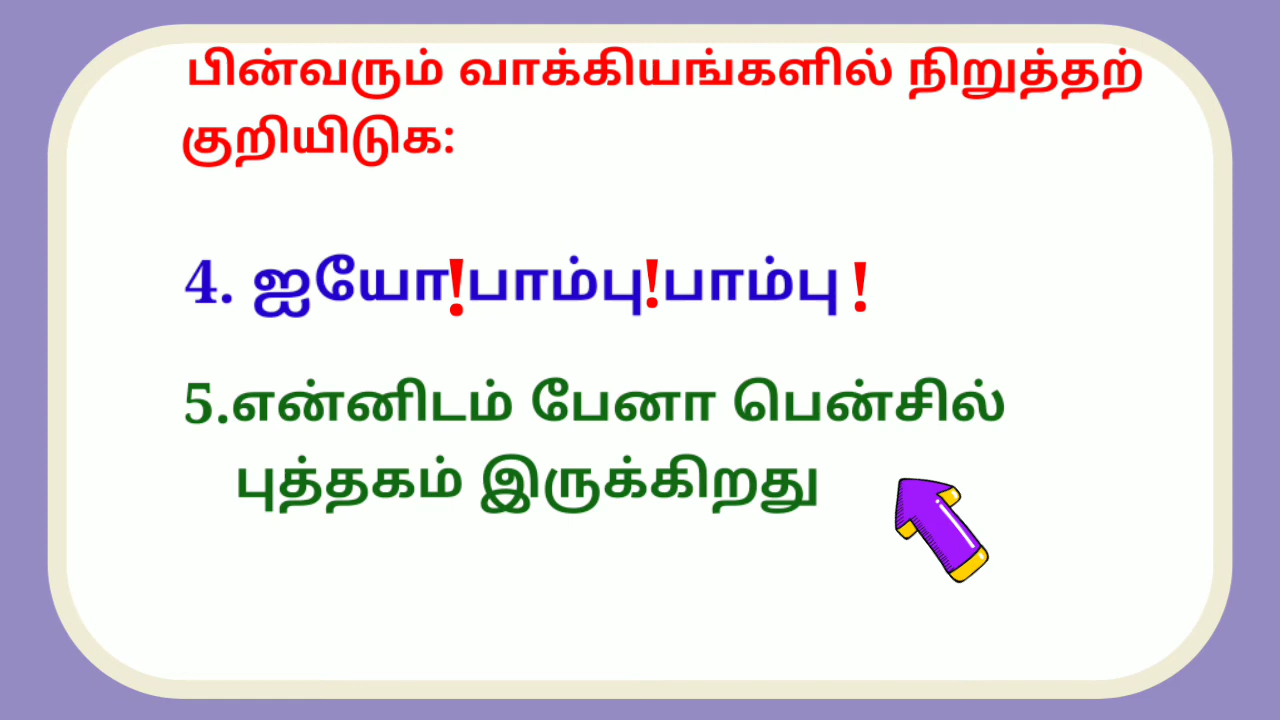 பின்வரும் வாக்கியங்களில் நிறுத்தற்
குறியிடுக:
4. ஐயோ!பாம்பு!பாம்பு !
5.என்னிடம் பேனா பென்சில்
புத்தகம் இருக்கிறது